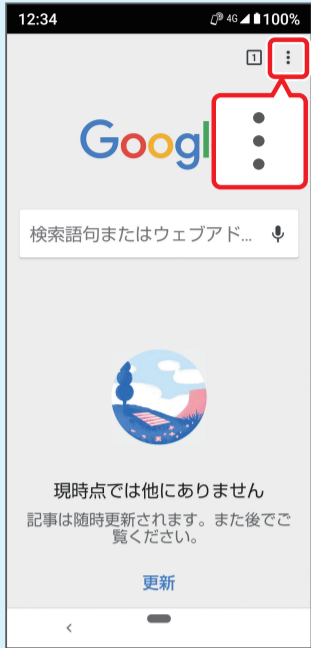 12:34 4G 100%
1
Googl
検索語句またはウェブアド...
現時点では他にありません
記事は随時更新されます。また後でご
覧ください。
更新